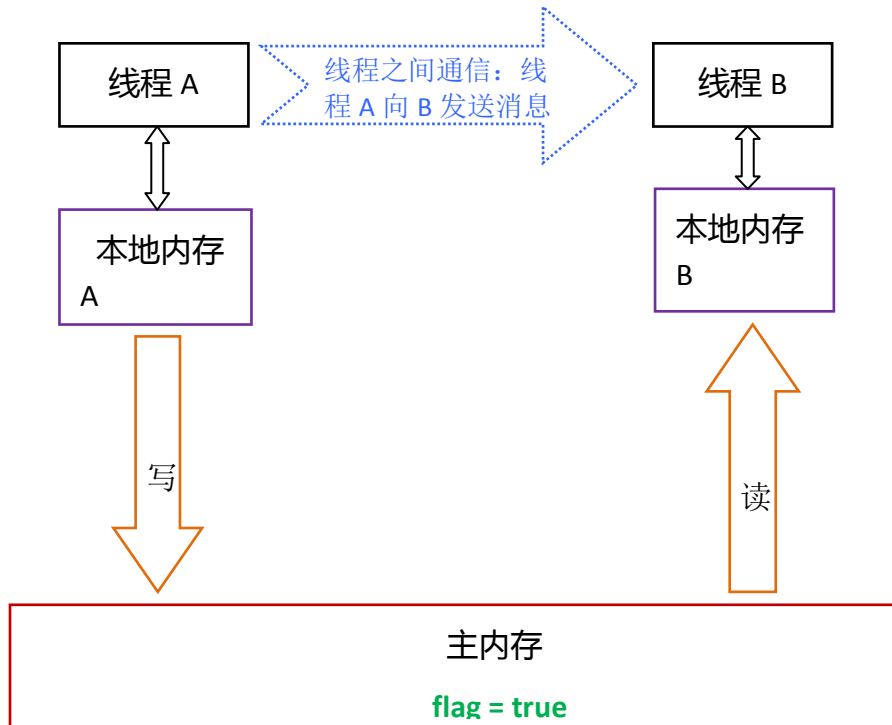 线程 A
线程之间通信：线
程 A 向 B 发送消息
线程 B
本地内存
A
本地内存
B
写
读
主内存
flag = true